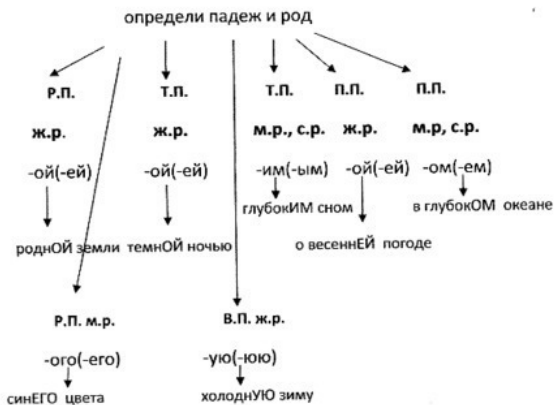 определи падеж и род
Р.П. Т.П. Т.П. П.П. П.П.
ж.р. ж.р. м.р., с.р. ж.р. м.р, с.р.
-ой(-ей) -ой(-ей) -им(-ым) -ой(-ей) -ом(-ем)
глубокИМ сном в глубокОМ океане
роднОЙ земли темнОЙ ночью о весеннЕЙ погоде
Р.П. м.р. В.П. ж.р.
-ого(-его) -ую(-юю)
синЕГО цвета холоднУЮ зиму